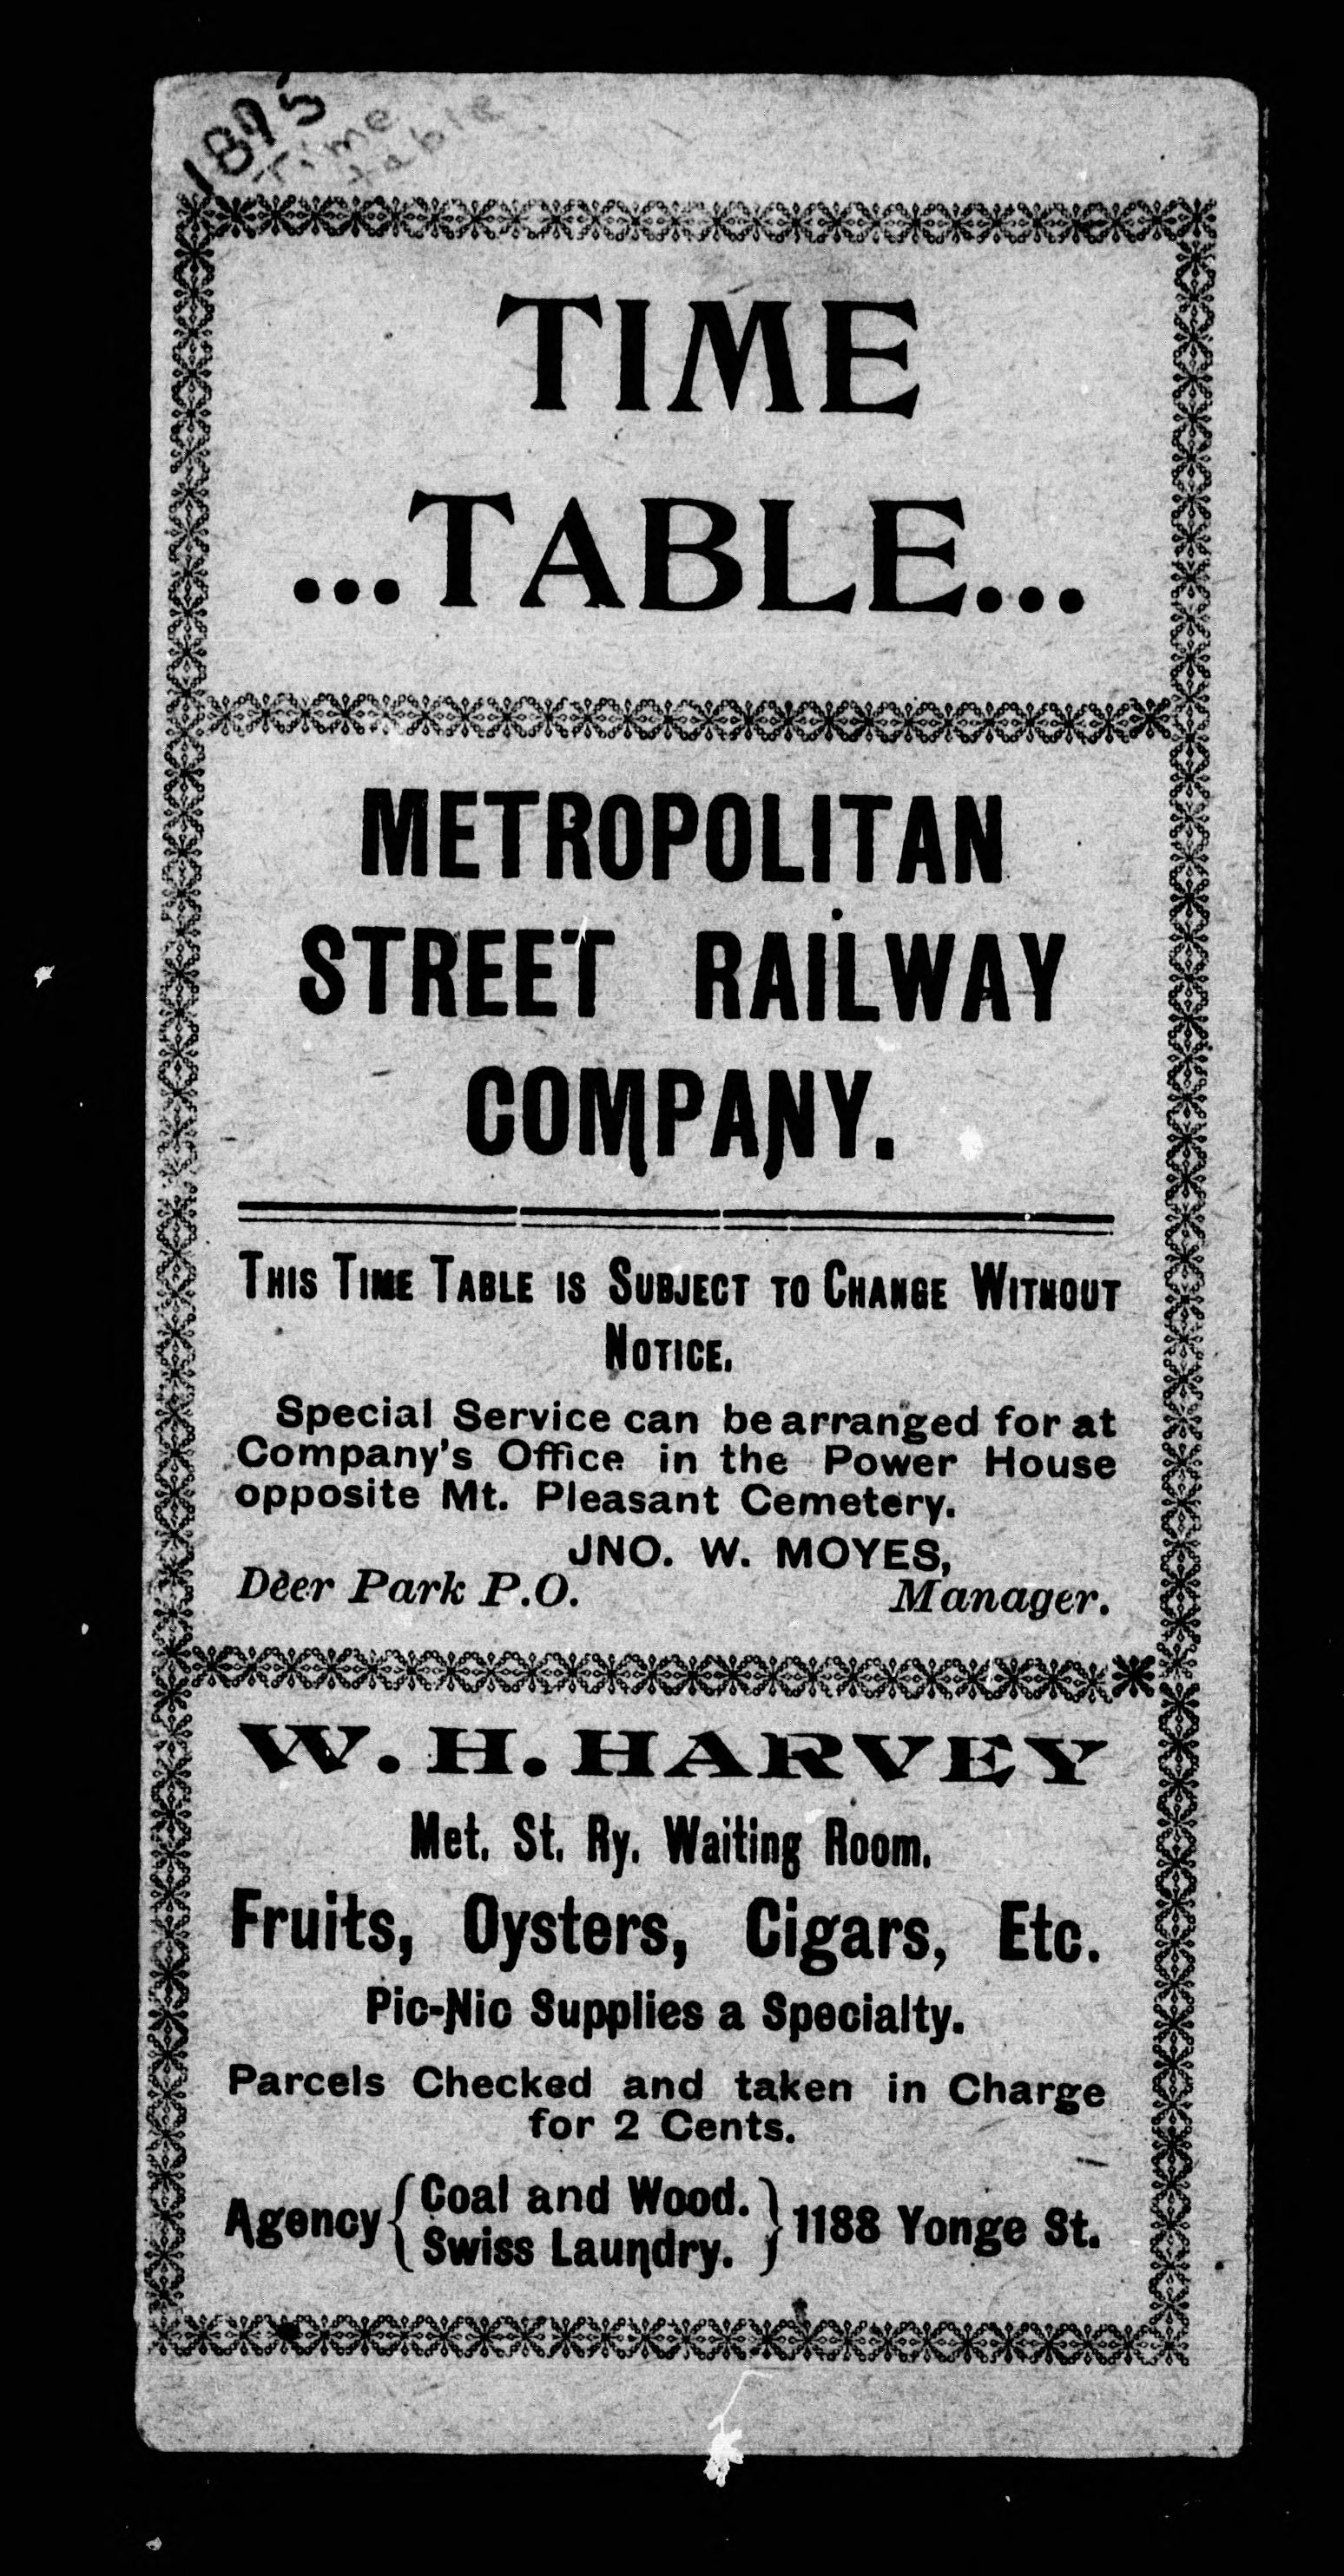 1895
Time
table
TIME
...TABLE...
METROPOLITAN
STREET RAILWAY
COMPANY.
THIS TIME TABLE IS SUBJECT TO CHANGE WITHOUT
NOTICE.
Special Service can be arranged for at
Company's Office in the Power House
opposite Mt. Pleasant Cemetery.
JNO. W. MOYES,
Deer Park P.O. Manager.
W. H. HARVEY
Met. St. Ry. Waiting Room.
Fruits, Oysters, Cigars, Etc.
Pic-Nic Supplies a Specialty.
Parcels Checked and taken in Charge
for 2 Cents.
Agency { Coal and Wood. } 1188 Yonge St.
Swiss Laundry.